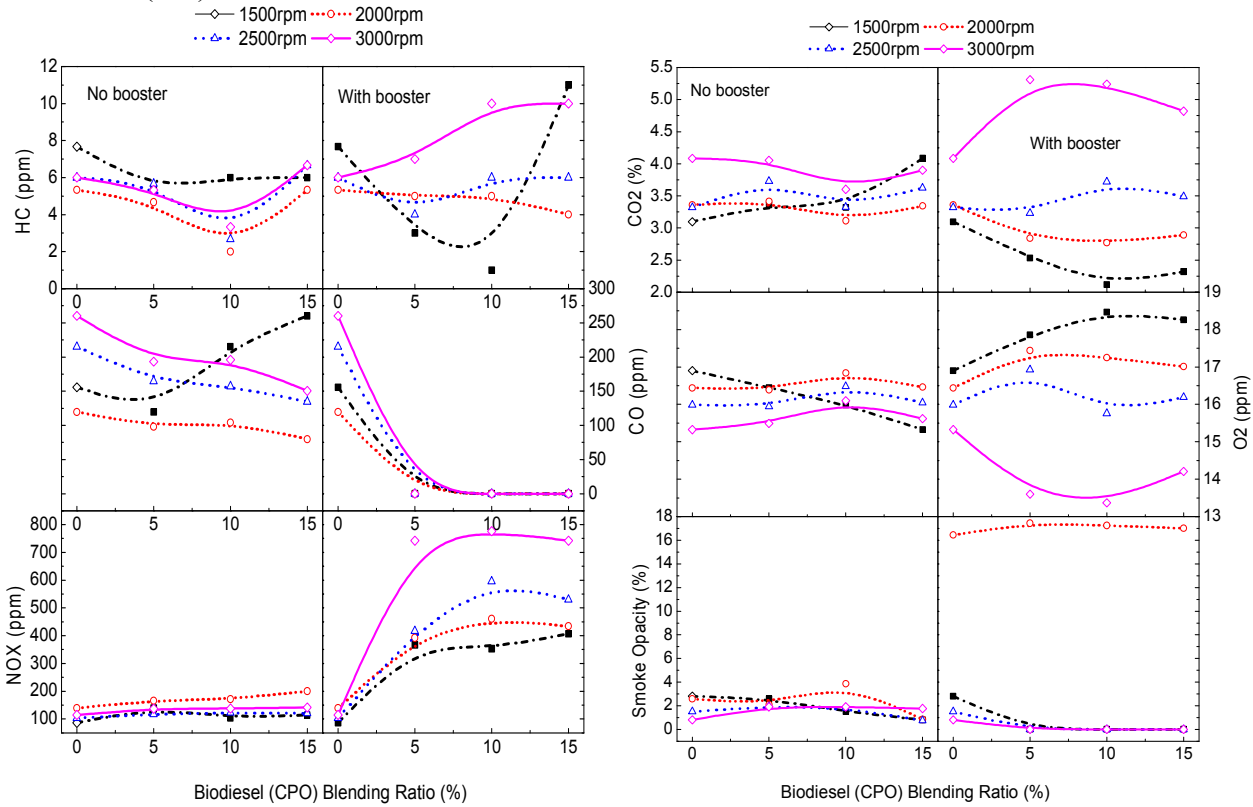 1500rpm 2000rpm
2500rpm 3000rpm
No booster
With booster
HC (ppm)
12
10
8
6
4
2
0
0 5 10 15 0 5 10 15
CO (ppm)
300
250
200
150
100
50
0
NOX (ppm)
800
700
600
500
400
300
200
100
0 5 10 15 0 5 10 15
Biodiesel (CPO) Blending Ratio (%)
1500rpm 2000rpm
2500rpm 3000rpm
No booster
With booster
CO2 (%)
5.5
5.0
4.5
4.0
3.5
3.0
2.5
2.0
0 5 10 15 0 5 10 15
O2 (ppm)
19
18
17
16
15
14
13
Smoke Opacity (%)
18
16
14
12
10
8
6
4
2
0
0 5 10 15 0 5 10 15
Biodiesel (CPO) Blending Ratio (%)